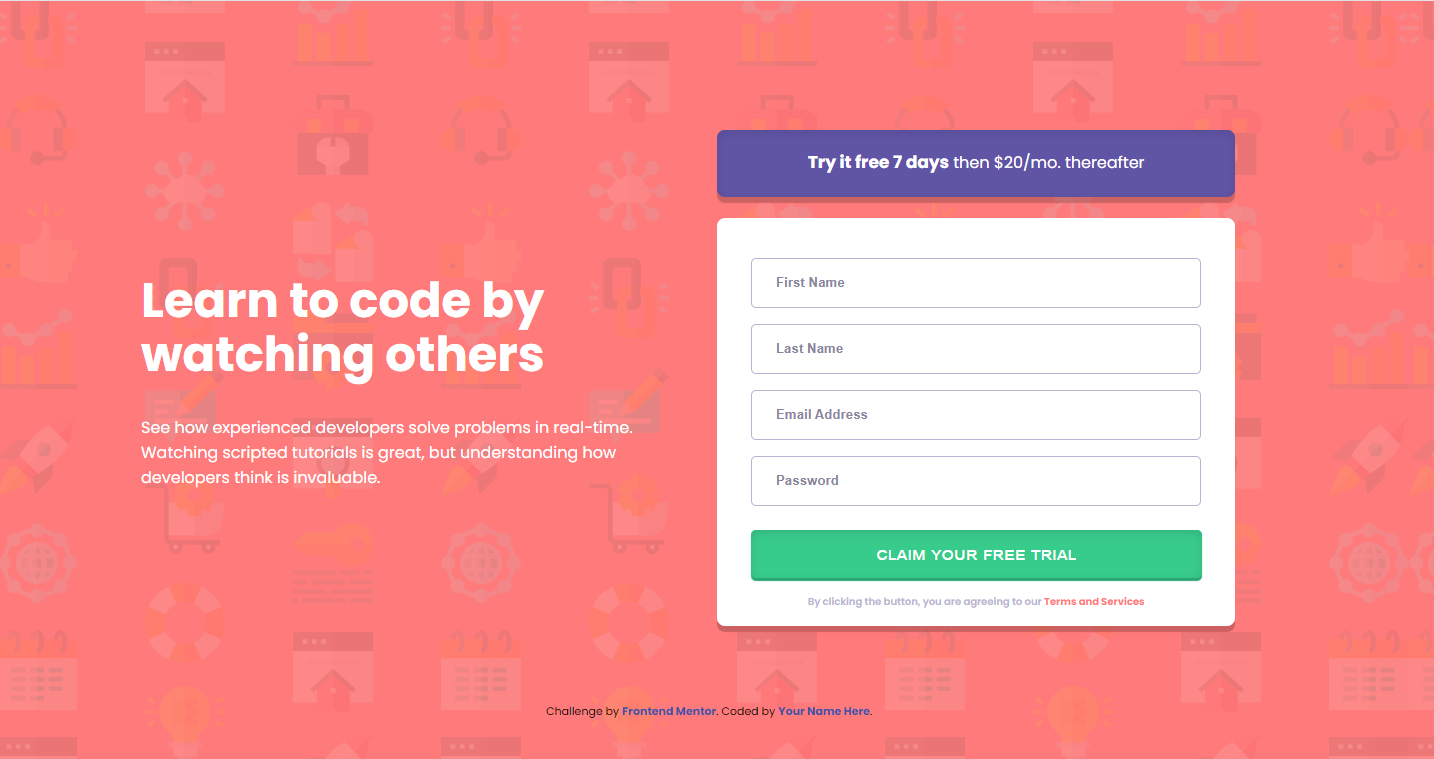 Learn to code by
watching others
See how experienced developers solve problems in real-time.
Watching scripted tutorials is great, but understanding how
developers think is invaluable.
Try it free 7 days then $20/mo. thereafter
First Name
Last Name
Email Address
Password
CLAIM YOUR FREE TRIAL
By clicking the button, you are agreeing to our Terms and Services
Challenge by Frontend Mentor. Coded by Your Name Here.